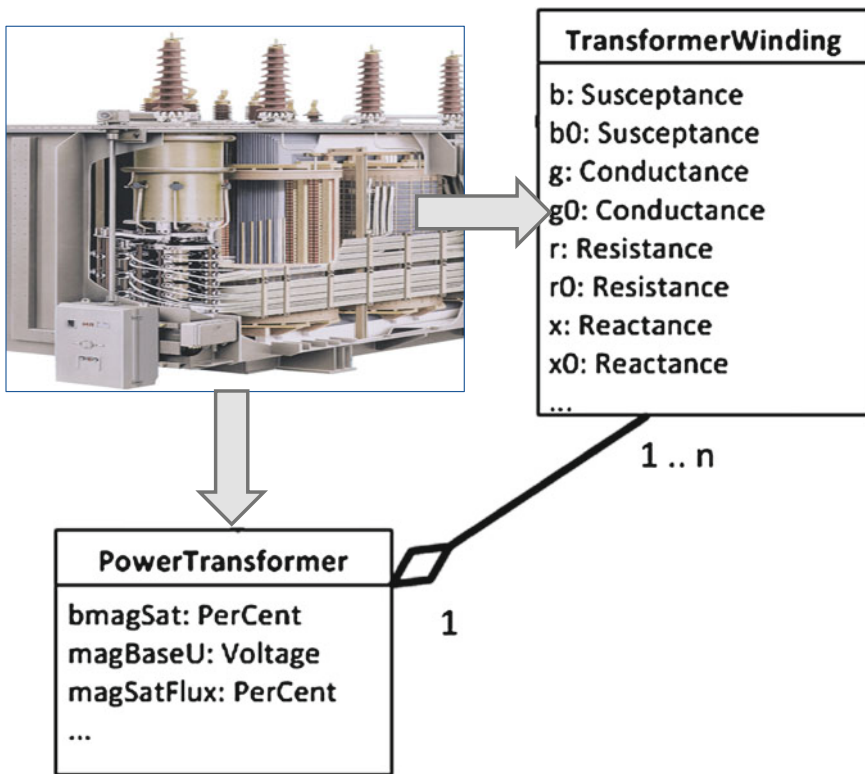 TransformerWinding
b: Susceptance
b0: Susceptance
g: Conductance
g0: Conductance
r: Resistance
r0: Resistance
x: Reactance
x0: Reactance
...
1 .. n
PowerTransformer
1
bmagSat: PerCent
magBaseU: Voltage
magSatFlux: PerCent
...